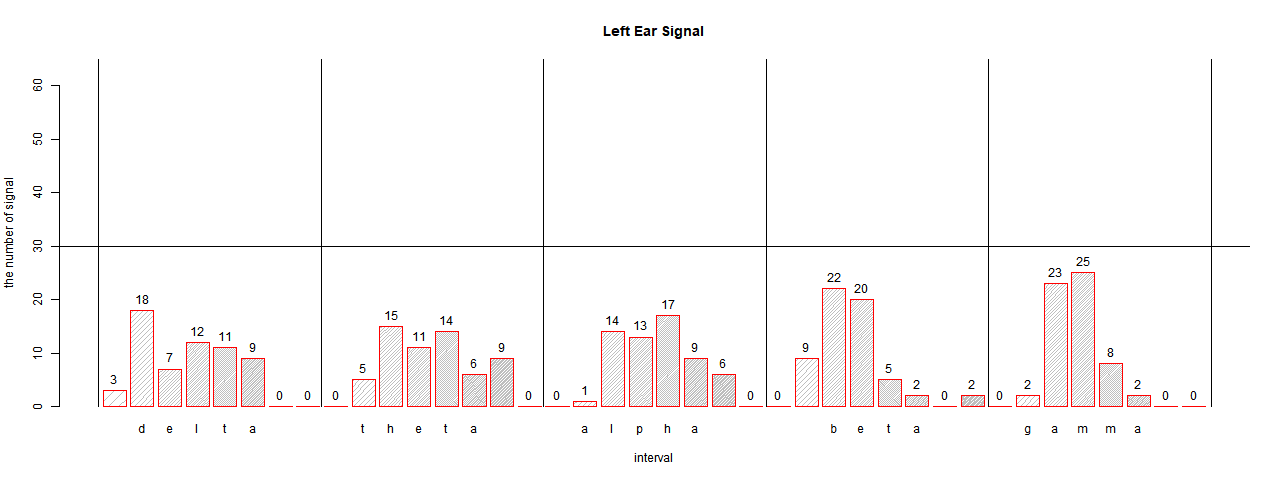 Left Ear Signal
the number of signal
60
50
40
30
20
10
0
3 18 7 12 11 9 0 0 0 5 15 11 14 6 9 0 0 1 14 13 17 9 6 0 0 9 22 20 5 2 0 2 0 2 23 25 8 2 0 0
d e l t a t h e t a a l p h a b e t a g a m m a
interval